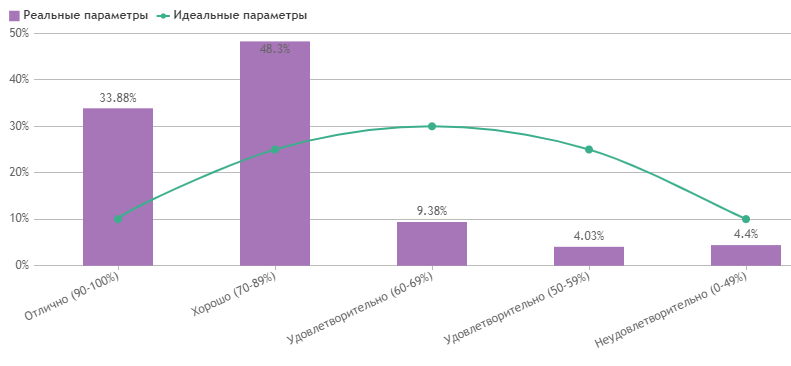 Реальные параметры Идеальные параметры
50%
40%
30%
20%
10%
0%
33.88%
48.3%
9.38%
4.03%
4.4%
Отлично (90-100%)
Хорошо (70-89%)
Удовлетворительно (60-69%)
Удовлетворительно (50-59%)
Неудовлетворительно (0-49%)